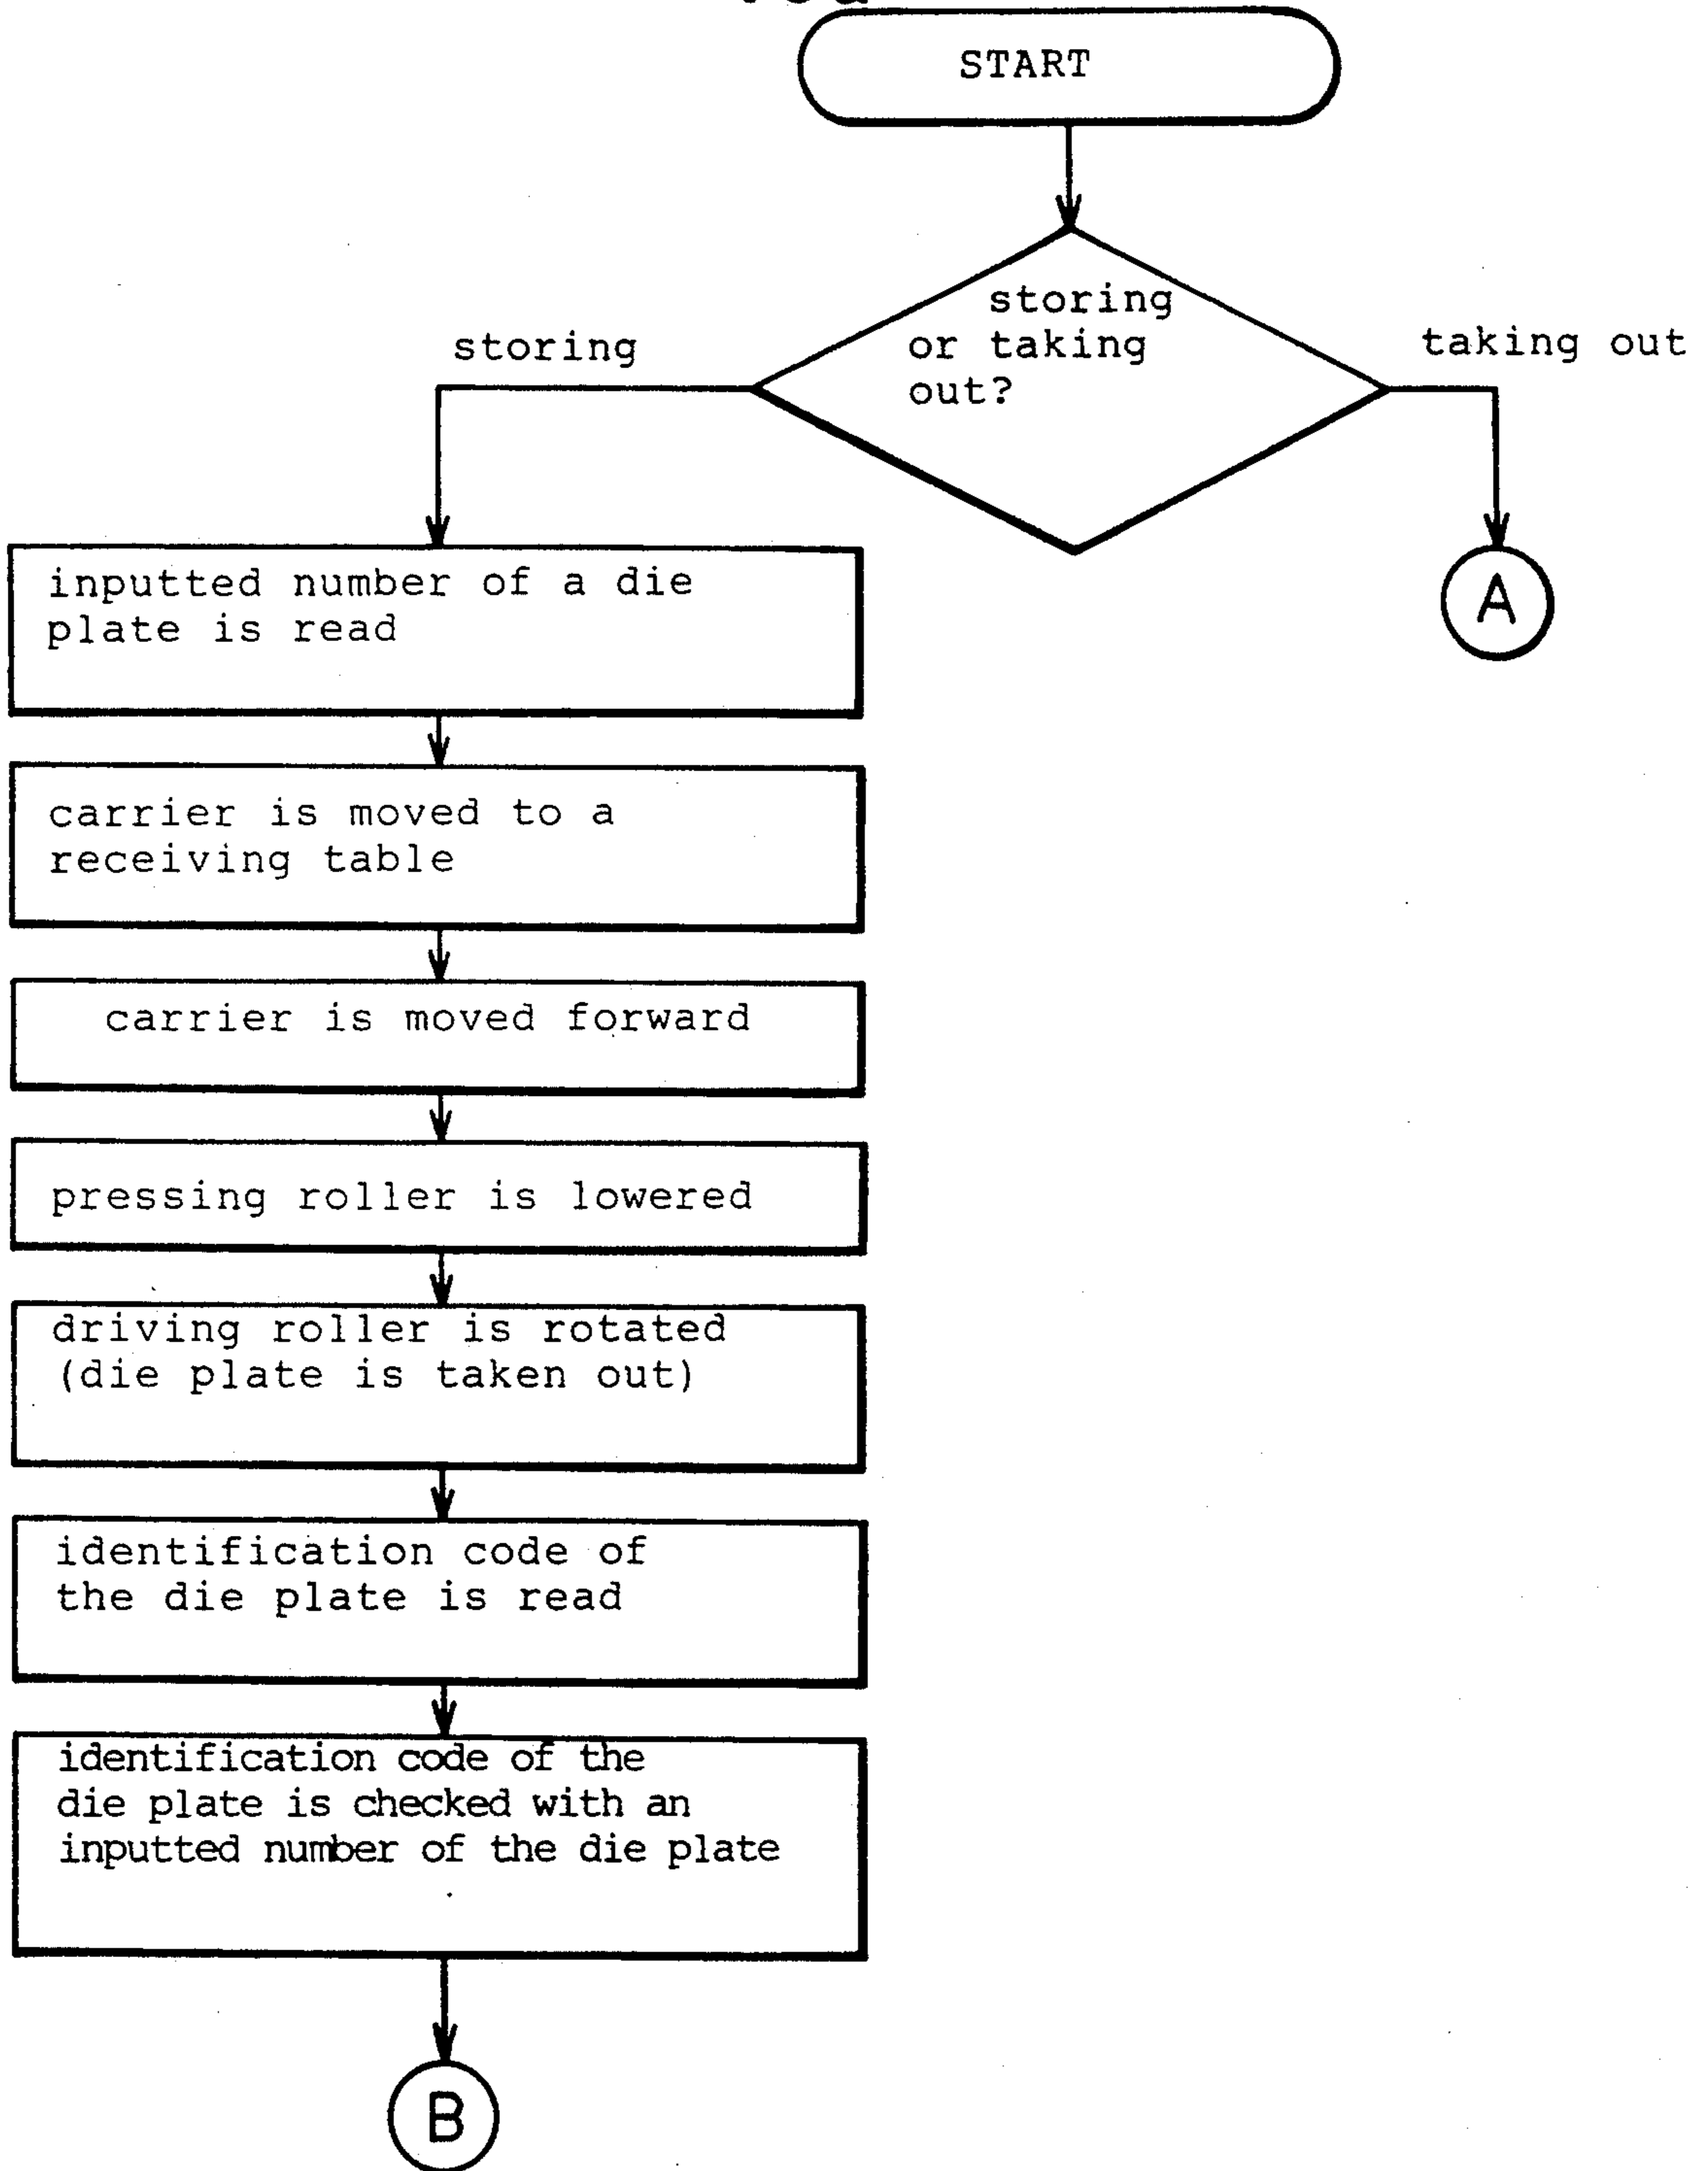 START
storing
or taking
out?
storing
taking out
A
inputted number of a die
plate is read
carrier is moved to a
receiving table
carrier is moved forward
pressing roller is lowered
driving roller is rotated
(die plate is taken out)
identification code of
the die plate is read
identification code of the
die plate is checked with an
inputted number of the die plate
B